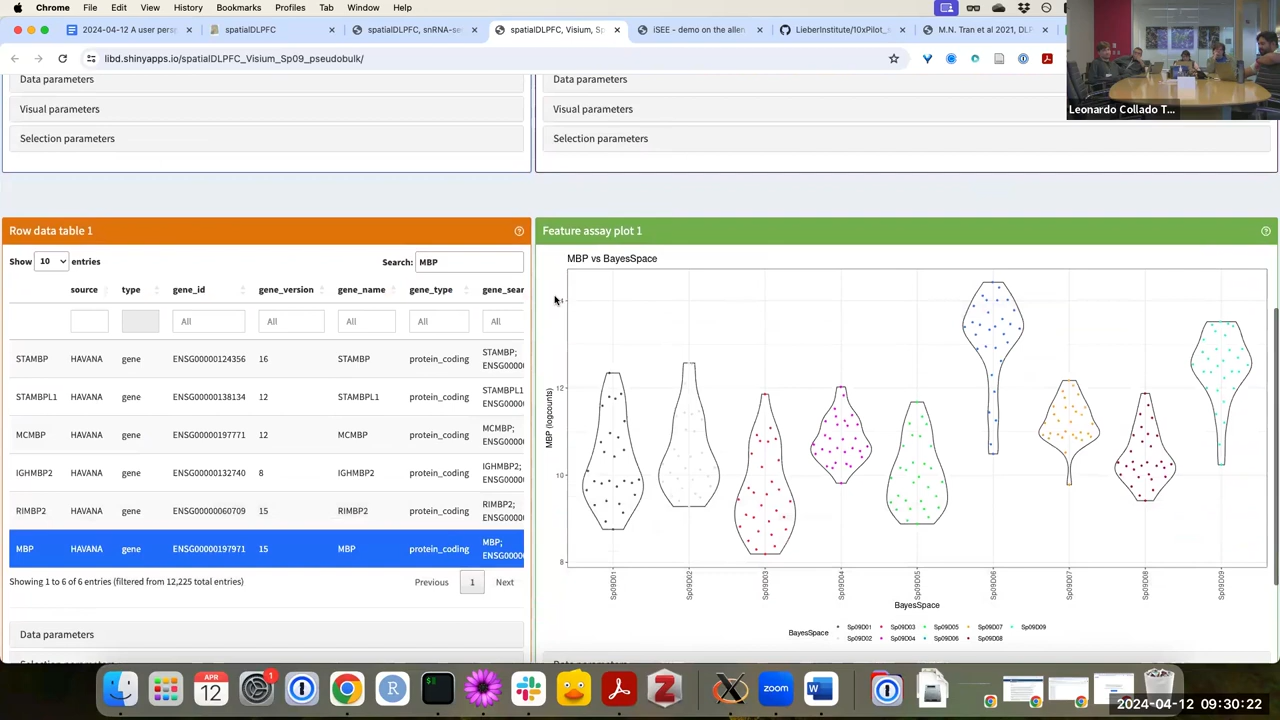 Chrome File Edit View History Bookmarks Profiles Tab Window Help
2024-04-12 A user pers
spatialDLPFC
spatialDLPFC, snRNA-se
spatialDLPFC, Visium, Sp
iSEE - demo on the allen
LieberInstitute/10xPilot_s
M.N. Tran et al 2021, DLP
libd.shinyapps.io/spatialDLPFC_Visium_Sp09_pseudobulk/
Leonardo Collado T...
Data parameters
Visual parameters
Selection parameters
Data parameters
Visual parameters
Selection parameters
Row data table 1
Show 10 entries
Search: MBP
source type gene_id gene_version gene_name gene_type gene_sear
All All All All All
STAMBP HAVANA gene ENSG00000124356 16 STAMBP protein_coding STAMBP; ENSG0000
STAMBPL1 HAVANA gene ENSG00000138134 12 STAMBPL1 protein_coding STAMBPL1 ENSG0000
MCMBP HAVANA gene ENSG00000197771 12 MCMBP protein_coding MCMBP; ENSG0000
IGHMBP2 HAVANA gene ENSG00000132740 8 IGHMBP2 protein_coding IGHMBP2; ENSG0000
RIMBP2 HAVANA gene ENSG00000060709 15 RIMBP2 protein_coding RIMBP2; ENSG0000
MBP HAVANA gene ENSG00000197971 15 MBP protein_coding MBP; ENSG0000
Showing 1 to 6 of 6 entries (filtered from 12,225 total entries)
Previous 1 Next
Data parameters
Feature assay plot 1
MBP vs BayesSpace
MBP (logcounts)
12
10
8
Sp09D01 Sp09D02 Sp09D03 Sp09D04 Sp09D05 Sp09D06 Sp09D07 Sp09D08 Sp09D09
BayesSpace
BayesSpace
Sp09D01 Sp09D03 Sp09D05 Sp09D07 Sp09D09
Sp09D02 Sp09D04 Sp09D06 Sp09D08
APR
12
1
zoom
2024-04-12 09:30:22